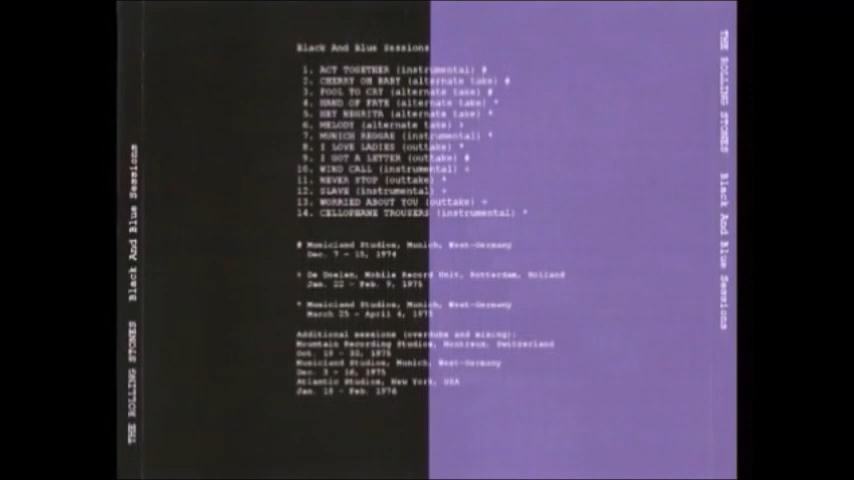 Black And Blue Sessions
1. ACT TOGETHER (instrumental) #
2. CHERRY OH BABY (alternate take) #
3. FOOL TO CRY (alternate take) #
4. HAND OF FATE (alternate take) *
5. HEY NEGRITA (alternate take) *
6. MELODY (alternate take) +
7. MUNICH REGGAE (instrumental) *
8. I LOVE LADIES (outtake) *
9. I GOT A LETTER (outtake) #
10. WIND CALL (instrumental) +
11. NEVER STOP (outtake) *
12. SLAVE (instrumental) +
13. WORRIED ABOUT YOU (outtake) +
14. CELLOPHANE TROUSERS (instrumental) *
# Musicland Studios, Munich, West-Germany
Dec. 7 - 15, 1974
+ De Doelen, Mobile Record Unit, Rotterdam, Holland
Jan. 22 - Feb. 9, 1975
* Musicland Studios, Munich, West-Germany
March 25 - April 4, 1975
Additional sessions (overdubs and mixing):
Mountain Recording Studios, Montreux, Switzerland
Oct. 19 - 30, 1975
Musicland Studios, Munich, West-Germany
Dec. 3 - 16, 1975
Atlantic Studios, New York, USA
Jan. 18 - Feb. 1976
THE ROLLING STONES Black And Blue Sessions
THE ROLLING STONES Black And Blue Sessions